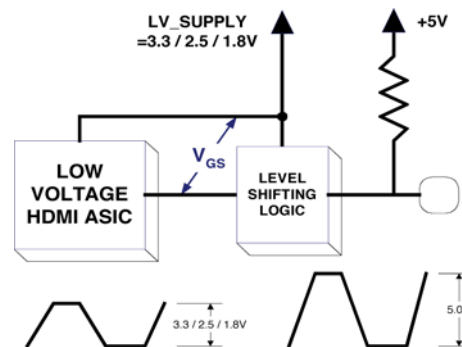 LV_SUPPLY
=3.3 / 2.5 / 1.8V
+5V
VGS
LOW
VOLTAGE
HDMI ASIC
LEVEL
SHIFTING
LOGIC
3.3 / 2.5 / 1.8V
5.0